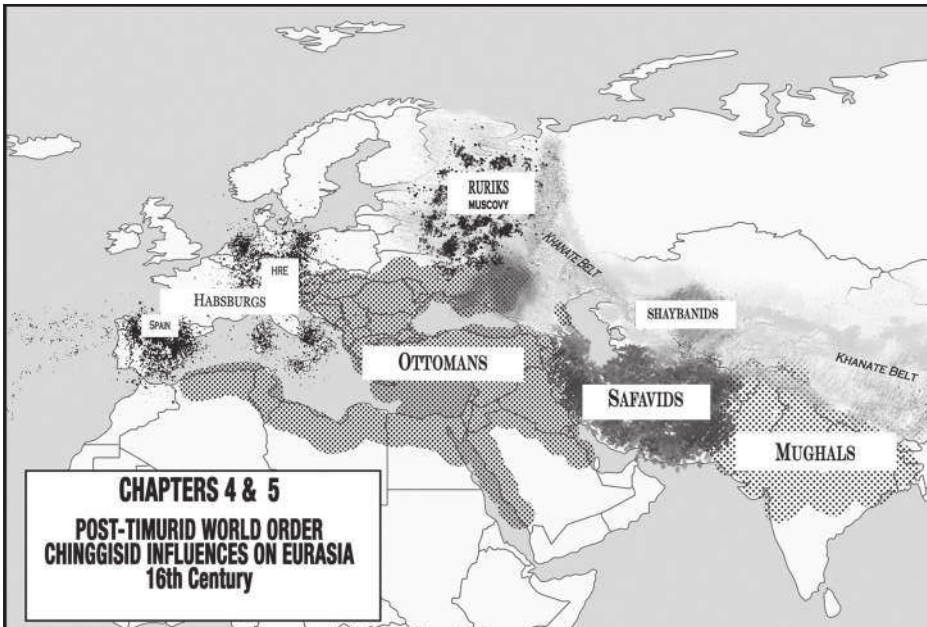 RURIKS
MUSCOVY
KHANATE BELT
HRE
HABSBURGS
SPAIN
SHAYBANIDS
OTTOMANS
KHANATE BELT
SAFAVIDS
MUGHALS
CHAPTERS 4 & 5
POST-TIMURID WORLD ORDER
CHINGGISID INFLUENCES ON EURASIA
16th Century